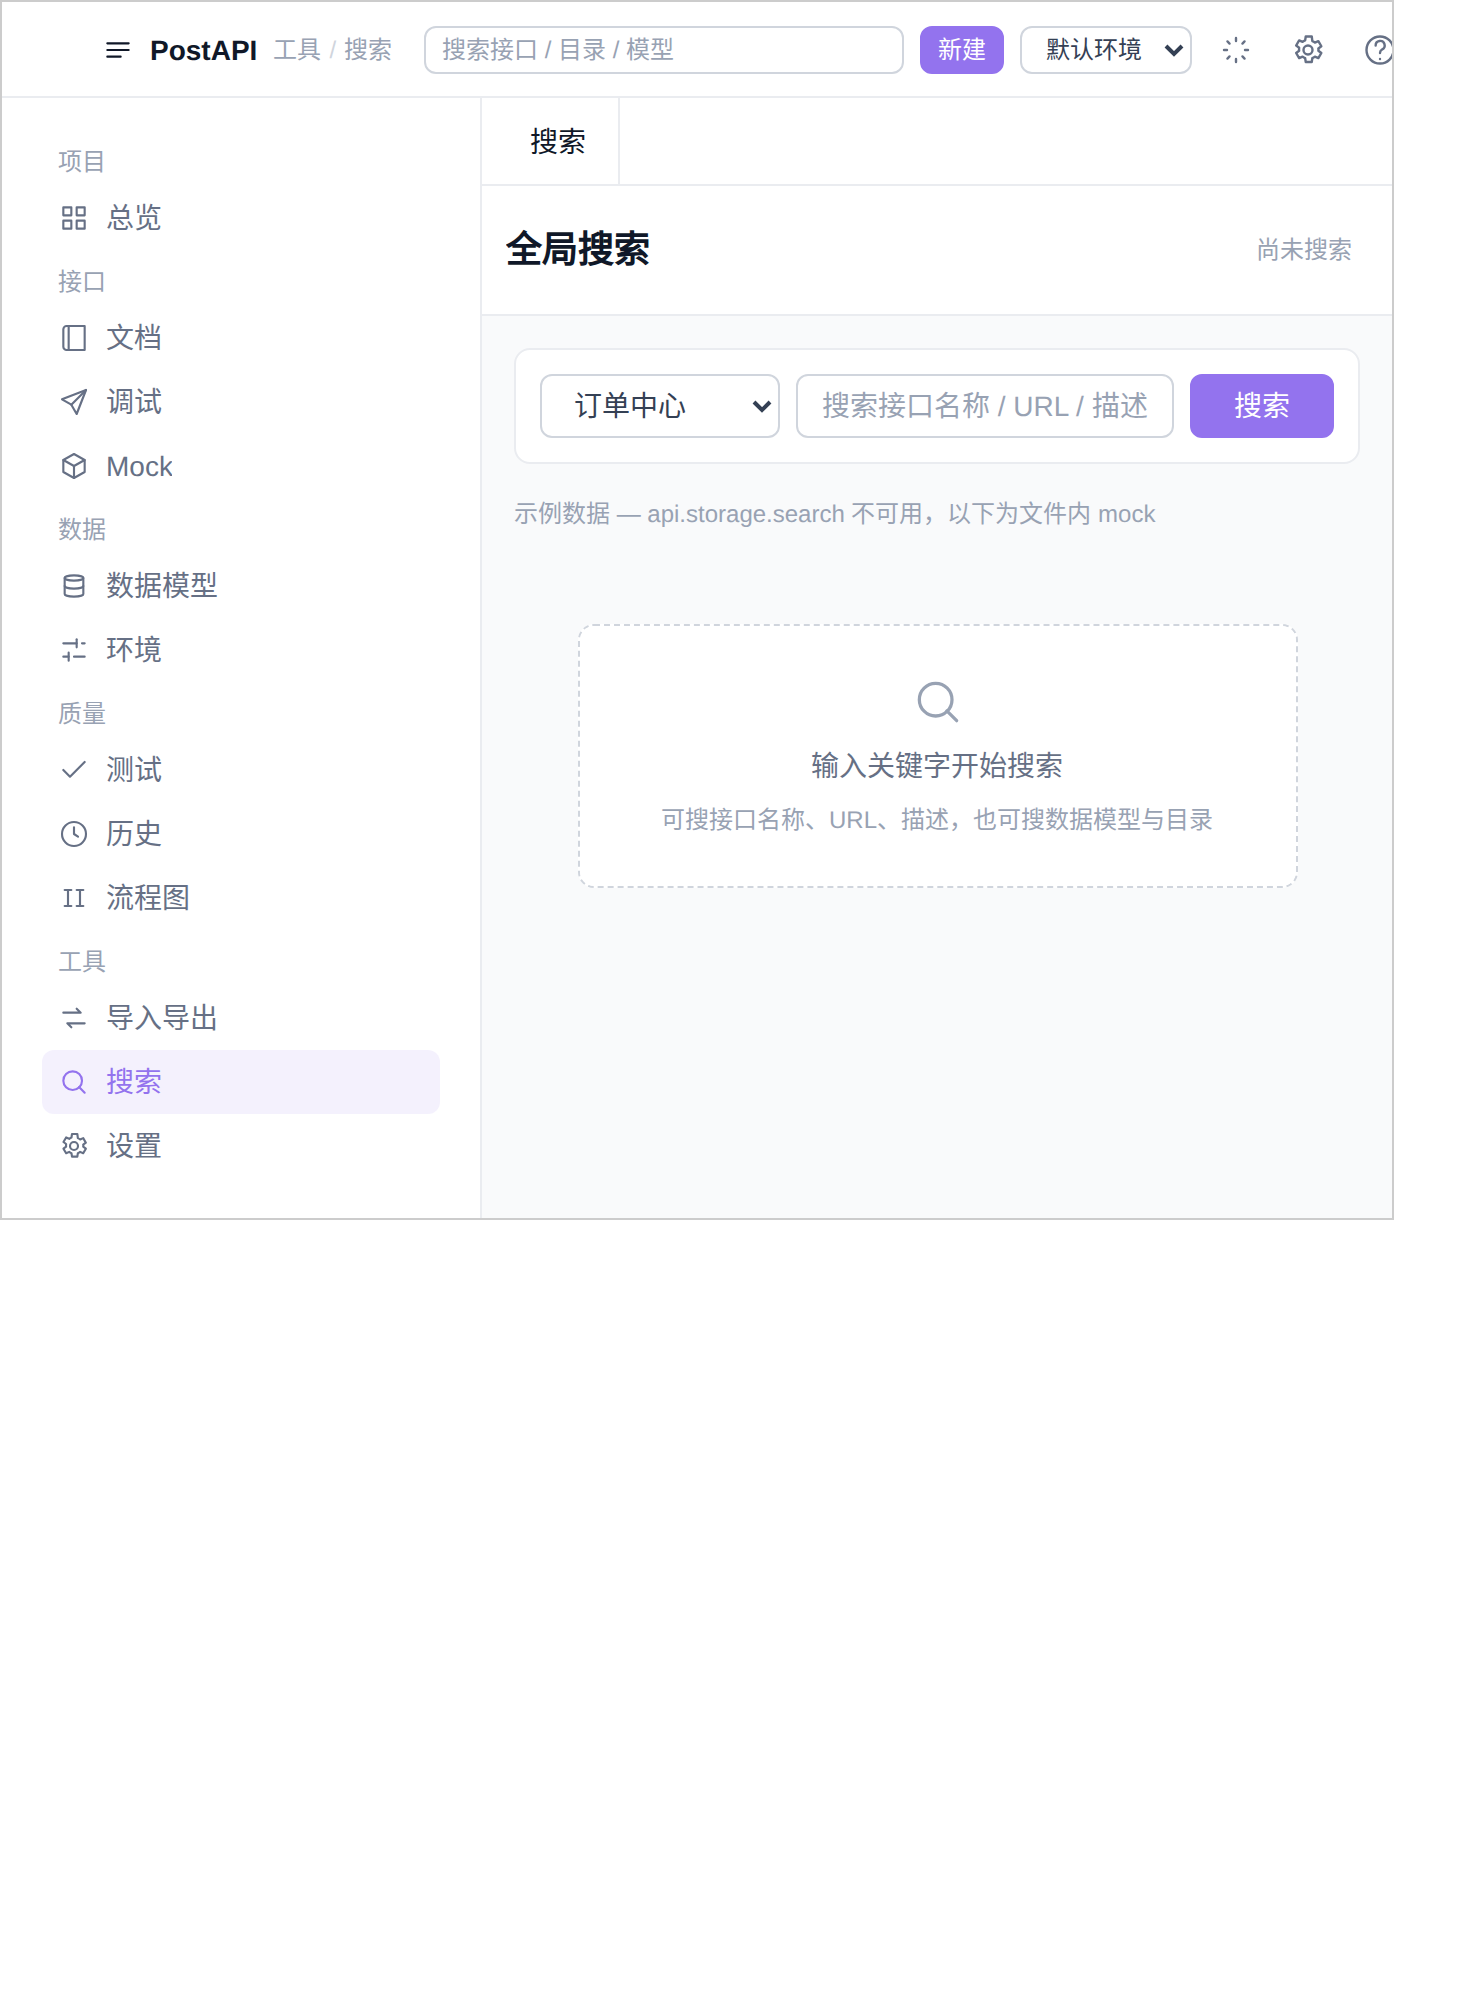 PostAPI 工具 / 搜索 搜索接口 / 目录 / 模型 新建 默认环境
项目
总览
接口
文档
调试
Mock
数据
数据模型
环境
质量
测试
历史
流程图
工具
导入导出
搜索
设置
搜索
全局搜索 尚未搜索
订单中心 搜索接口名称 / URL / 描述 搜索
示例数据 — api.storage.search 不可用，以下为文件内 mock
输入关键字开始搜索
可搜接口名称、URL、描述，也可搜数据模型与目录